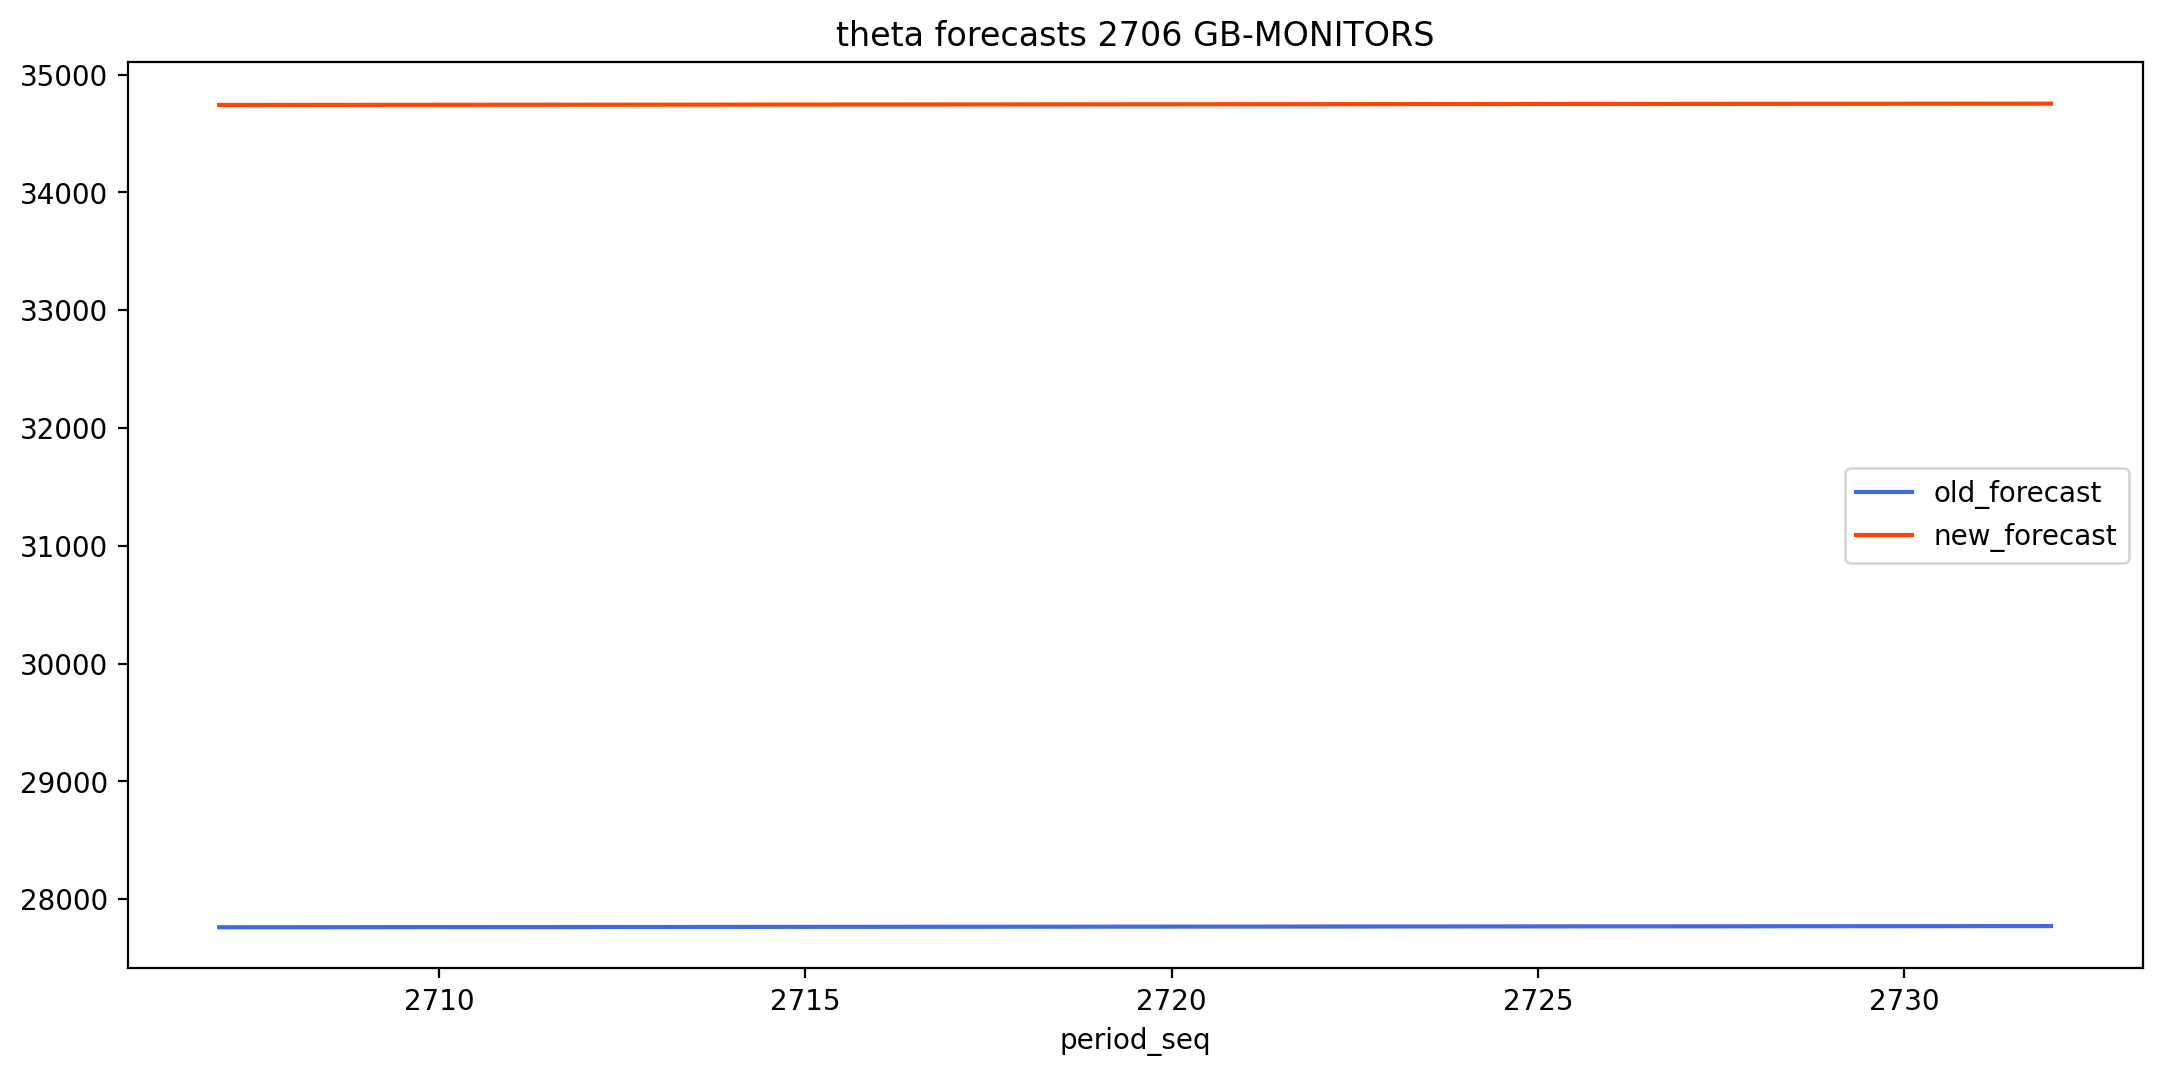 theta forecasts 2706 GB-MONITORS
35000
34000
33000
32000
31000
30000
29000
28000
old_forecast
new_forecast
2710 2715 2720 2725 2730
period_seq